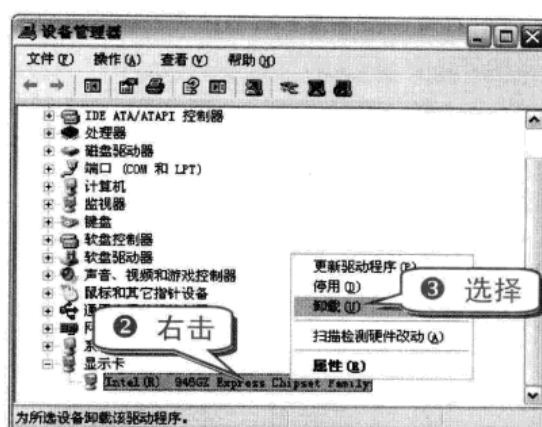 设备管理器
文件(F) 操作(A) 查看(V) 帮助(H)
IDE ATA/ATAPI 控制器
处理器
磁盘驱动器
端口 (COM 和 LPT)
计算机
监视器
键盘
软盘控制器
软盘驱动器
声音、视频和游戏控制器
鼠标和其它指针设备
通
网
系
显示卡
Intel(R) 946GZ Express Chipset Family
更新驱动程序(P)
停用(D)
卸载(U)
扫描检测硬件改动(A)
属性(R)
❷ 右击
❸ 选择
为所选设备卸载该驱动程序。